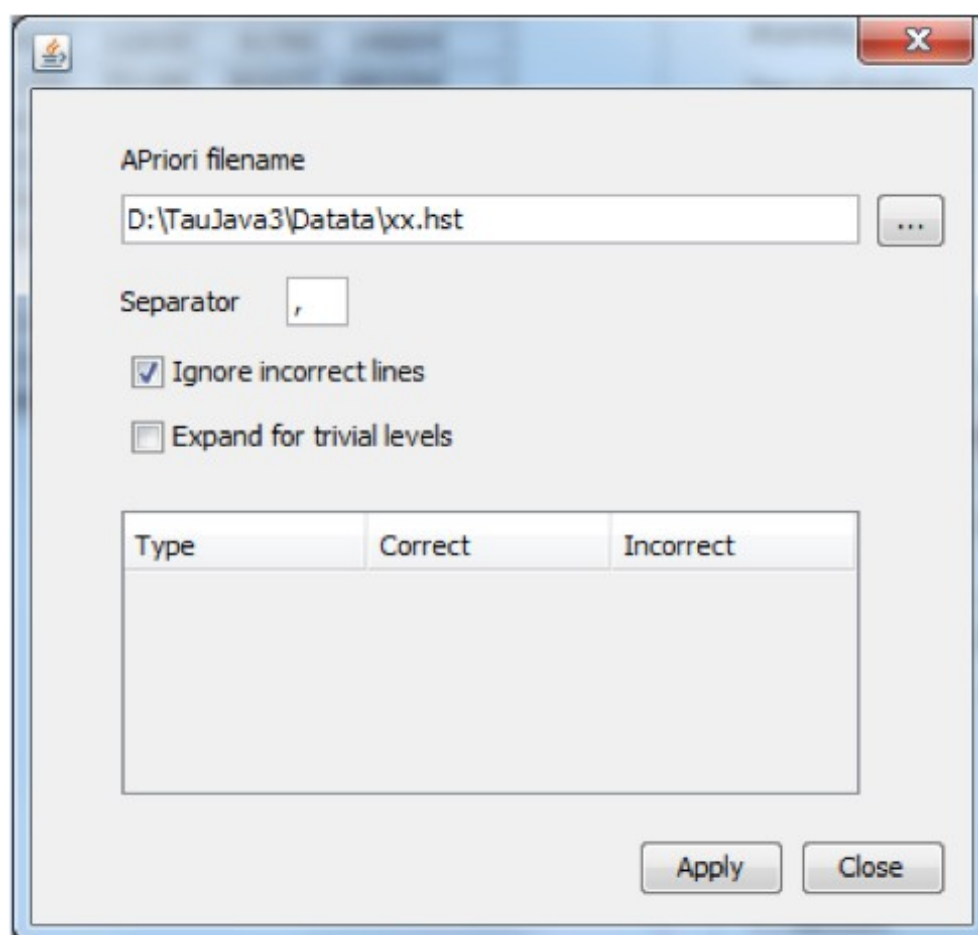 APriori filename
D:\TauJava3\Datata\xx.hst
...
Separator ,
Ignore incorrect lines
Expand for trivial levels
Type Correct Incorrect
Apply Close